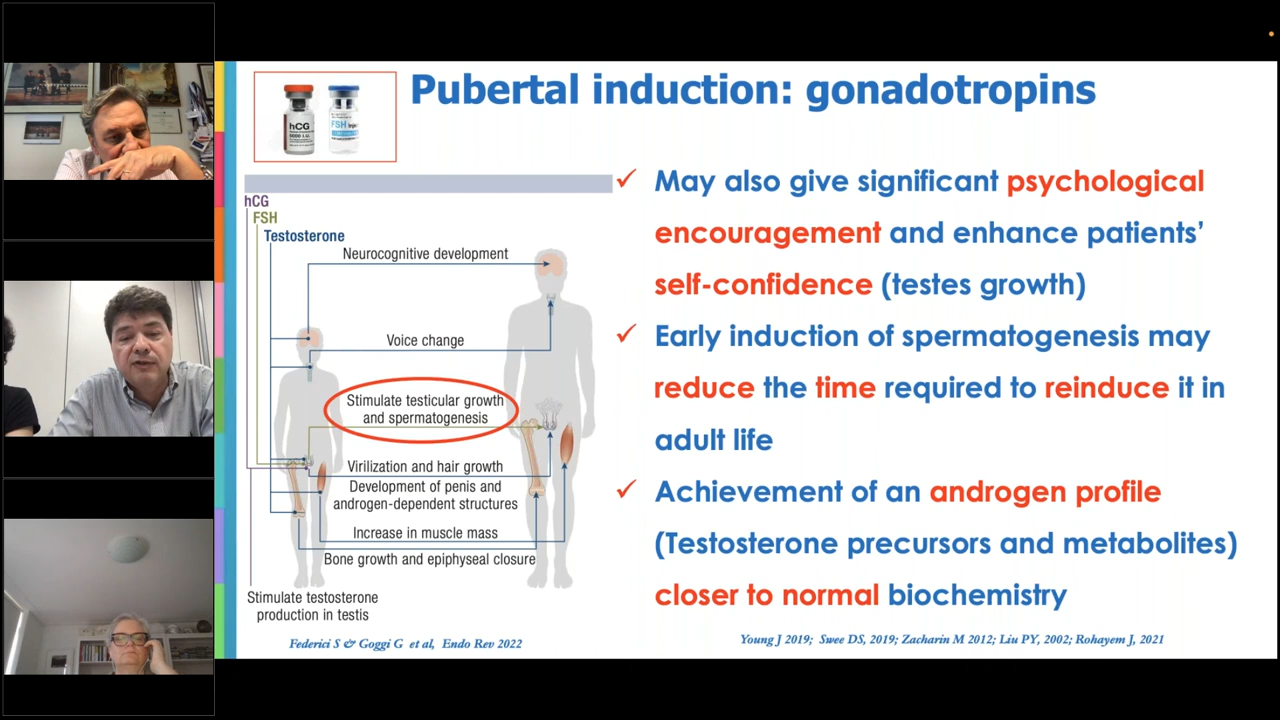 Pubertal induction: gonadotropins
hCG
5000 I.U.
FSH
hCG
FSH
Testosterone
Neurocognitive development
Voice change
Stimulate testicular growth
and spermatogenesis
Virilization and hair growth
Development of penis and
androgen-dependent structures
Increase in muscle mass
Bone growth and epiphyseal closure
Stimulate testosterone
production in testis
Federici S & Goggi G et al, Endo Rev 2022
✓ May also give significant psychological
encouragement and enhance patients’
self-confidence (testes growth)
✓ Early induction of spermatogenesis may
reduce the time required to reinduce it in
adult life
✓ Achievement of an androgen profile
(Testosterone precursors and metabolites)
closer to normal biochemistry
Young J 2019; Swee DS, 2019; Zacharin M 2012; Liu PY, 2002; Rohayem J, 2021